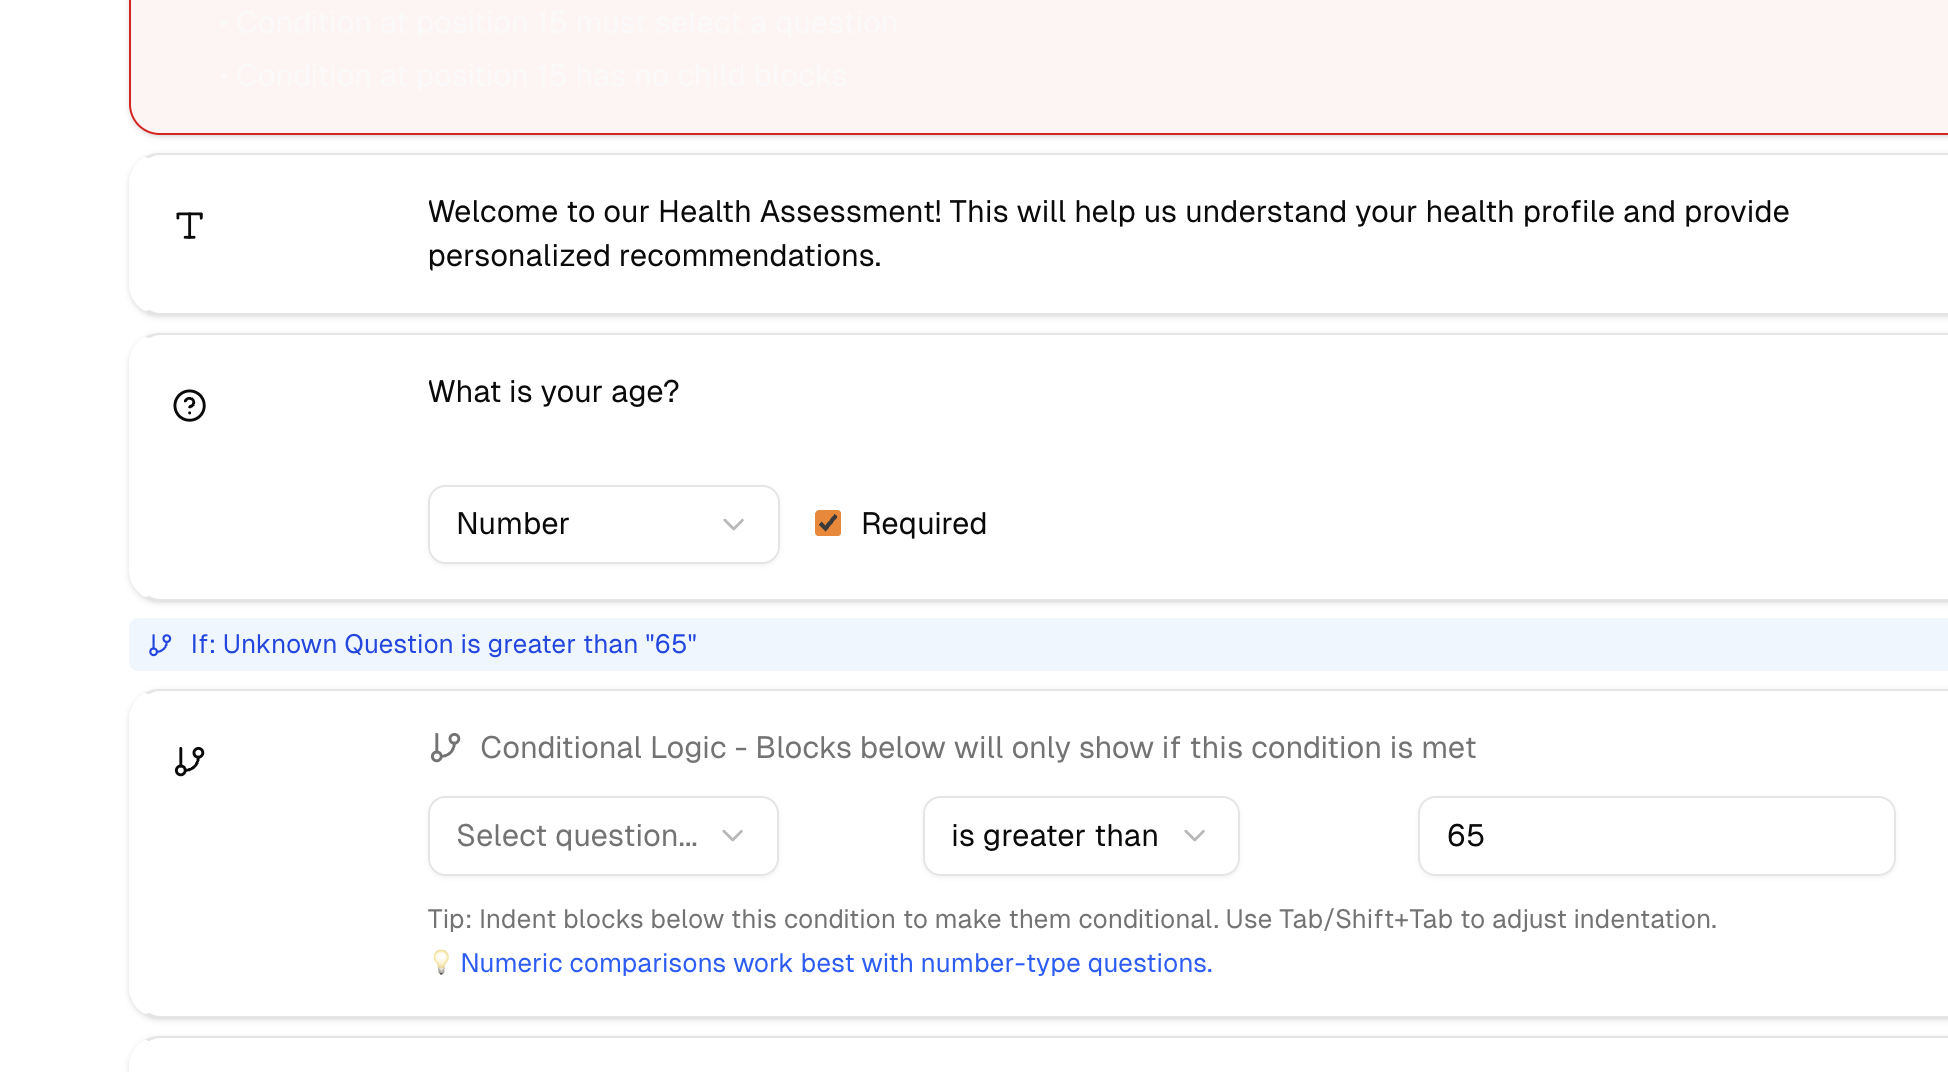 • Condition at position 15 must select a question
• Condition at position 15 has no child blocks
Welcome to our Health Assessment! This will help us understand your health profile and provide
personalized recommendations.
What is your age?
Number
Required
If: Unknown Question is greater than "65"
Conditional Logic - Blocks below will only show if this condition is met
Select question...
is greater than
65
Tip: Indent blocks below this condition to make them conditional. Use Tab/Shift+Tab to adjust indentation.
💡 Numeric comparisons work best with number-type questions.